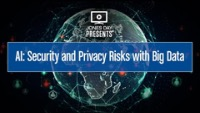 JONES DAY
PRESENTS
AI: Security and Privacy Risks with Big Data